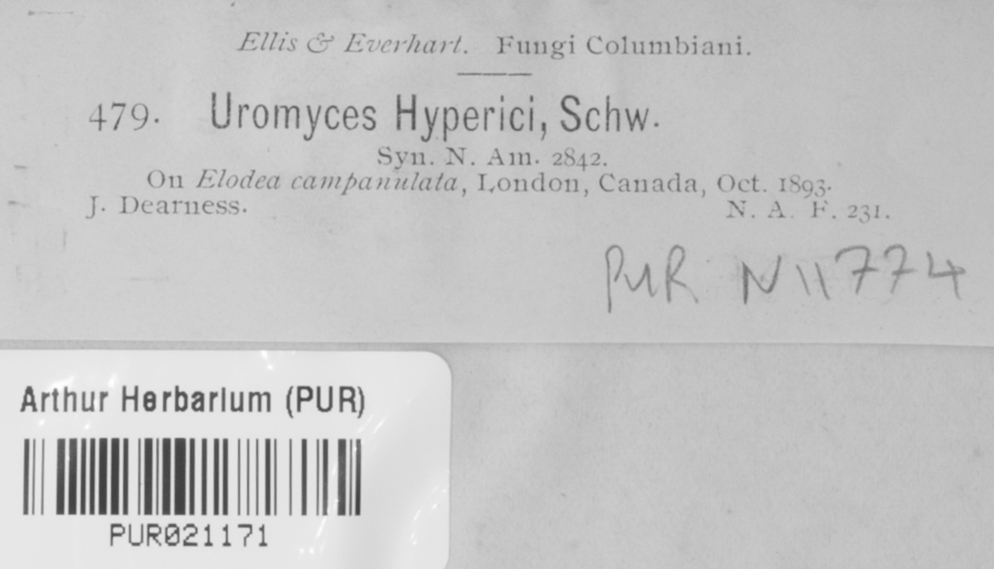 Ellis & Everhart. Fungi Columbiani.
479. Uromyces Hyperici, Schw.
Syn. N. Am. 2842.
On Elodea campanulata, London, Canada, Oct. 1893.
J. Dearness. N. A. F. 231.
PUR N11774
Arthur Herbarium (PUR)
PUR021171